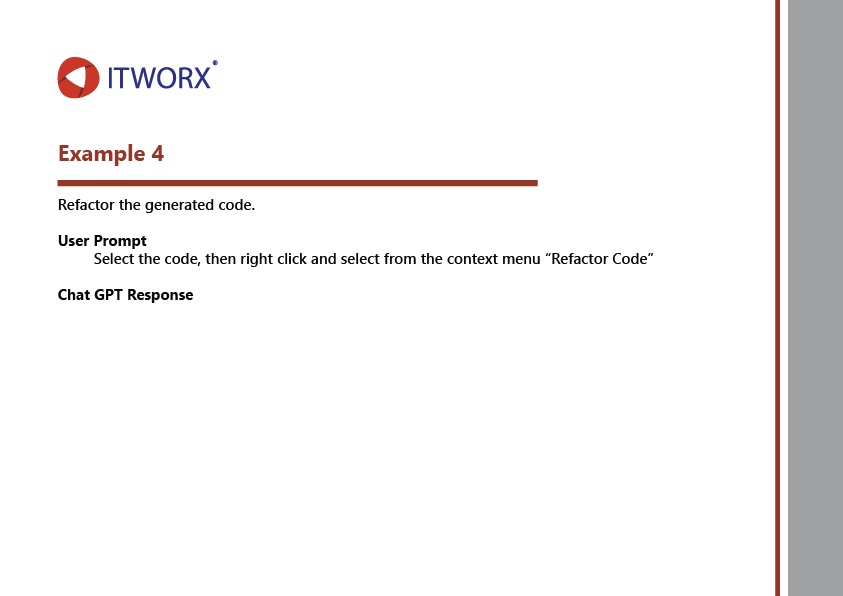 ITWORX®
Example 4
Refactor the generated code.
User Prompt
Select the code, then right click and select from the context menu “Refactor Code”
Chat GPT Response